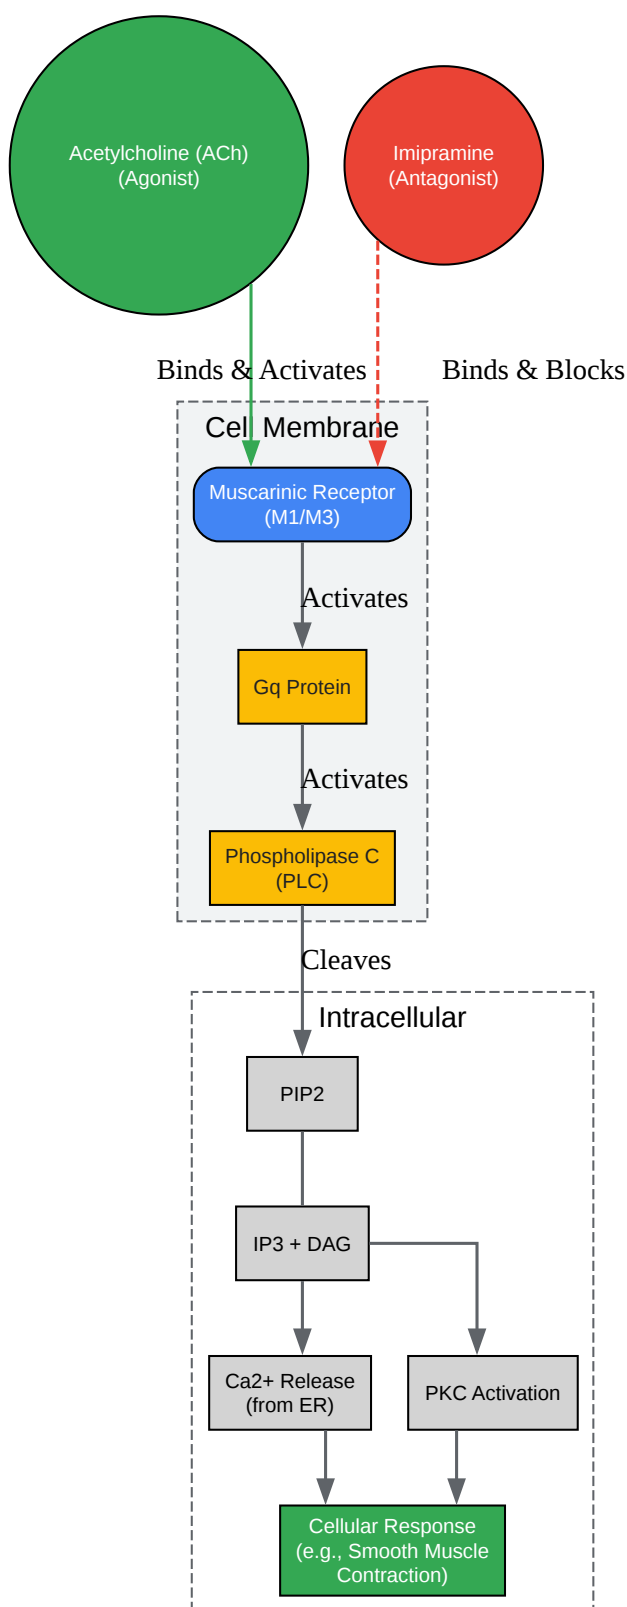 Acetylcholine (ACh)
(Agonist)
Imipramine
(Antagonist)
Binds & Activates
Binds & Blocks
Cell Membrane
Muscarinic Receptor
(M1/M3)
Activates
Gq Protein
Activates
Phospholipase C
(PLC)
Cleaves
Intracellular
PIP2
IP3 + DAG
Ca2+ Release
(from ER)
PKC Activation
Cellular Response
(e.g., Smooth Muscle
Contraction)